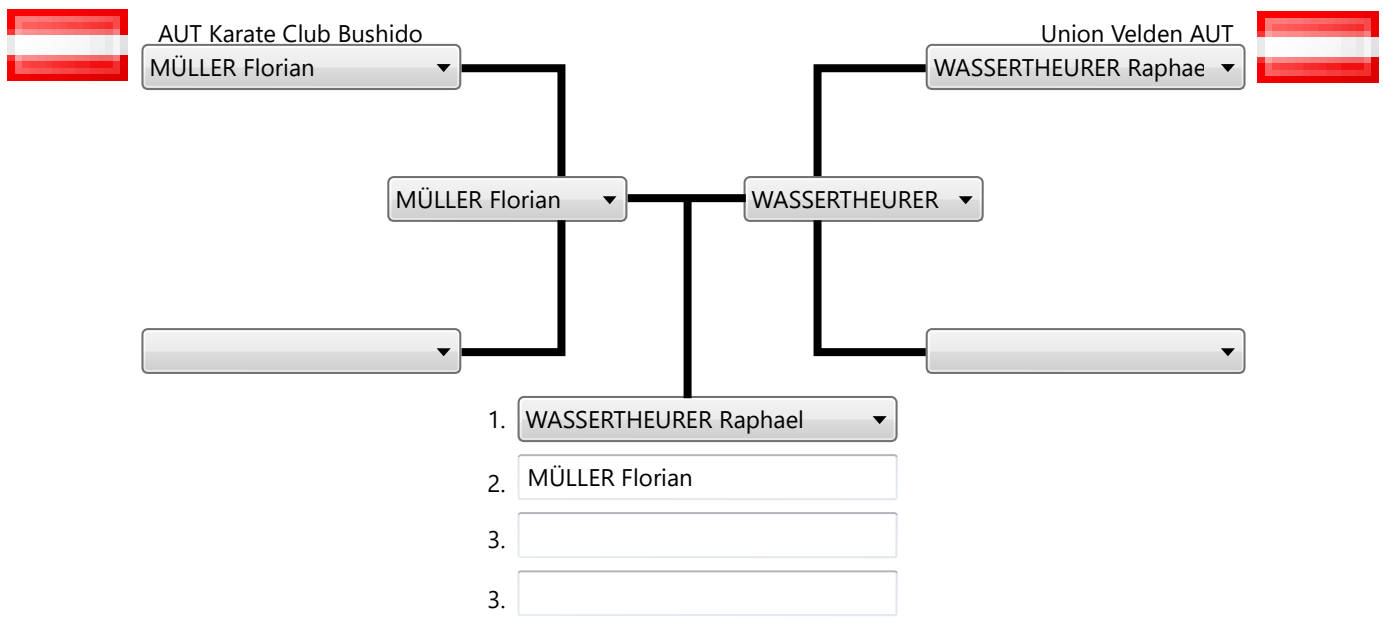 AUT Karate Club Bushido
Union Velden AUT
MÜLLER Florian
WASSERTHEURER Raphae
MÜLLER Florian
WASSERTHEURER
1. WASSERTHEURER Raphael
2. MÜLLER Florian
3.
3.